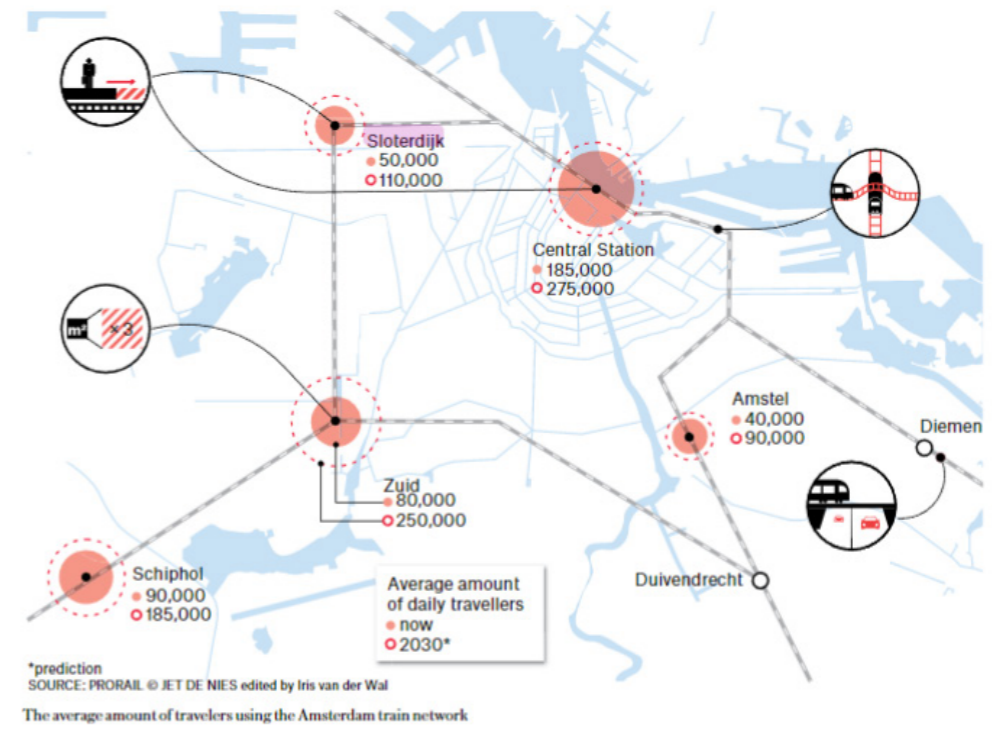 Sloterdijk
50,000
110,000
Central Station
185,000
275,000
m²
× 3
Amstel
40,000
90,000
Diemen
Zuid
80,000
250,000
Schiphol
90,000
185,000
Duivendrecht
Average amount
of daily travellers
now
2030*
*prediction
SOURCE: PRORAIL © JET DE NIES edited by Iris van der Wal
The average amount of travelers using the Amsterdam train network